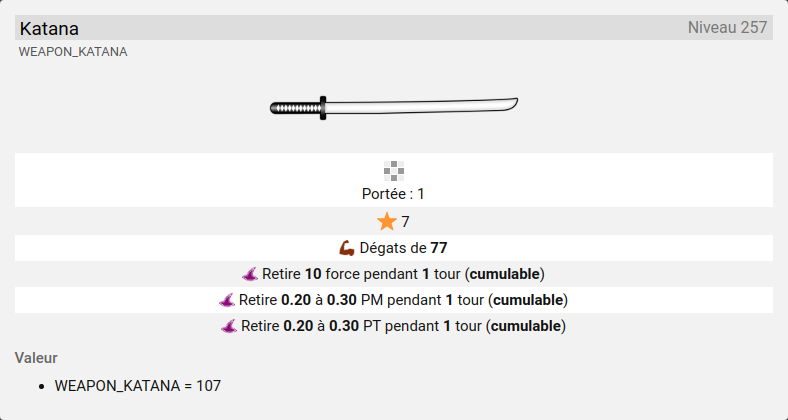 Katana
Niveau 257
WEAPON_KATANA
Portée : 1
7
Dégats de 77
Retire 10 force pendant 1 tour (cumulable)
Retire 0.20 à 0.30 PM pendant 1 tour (cumulable)
Retire 0.20 à 0.30 PT pendant 1 tour (cumulable)
Valeur
WEAPON_KATANA = 107